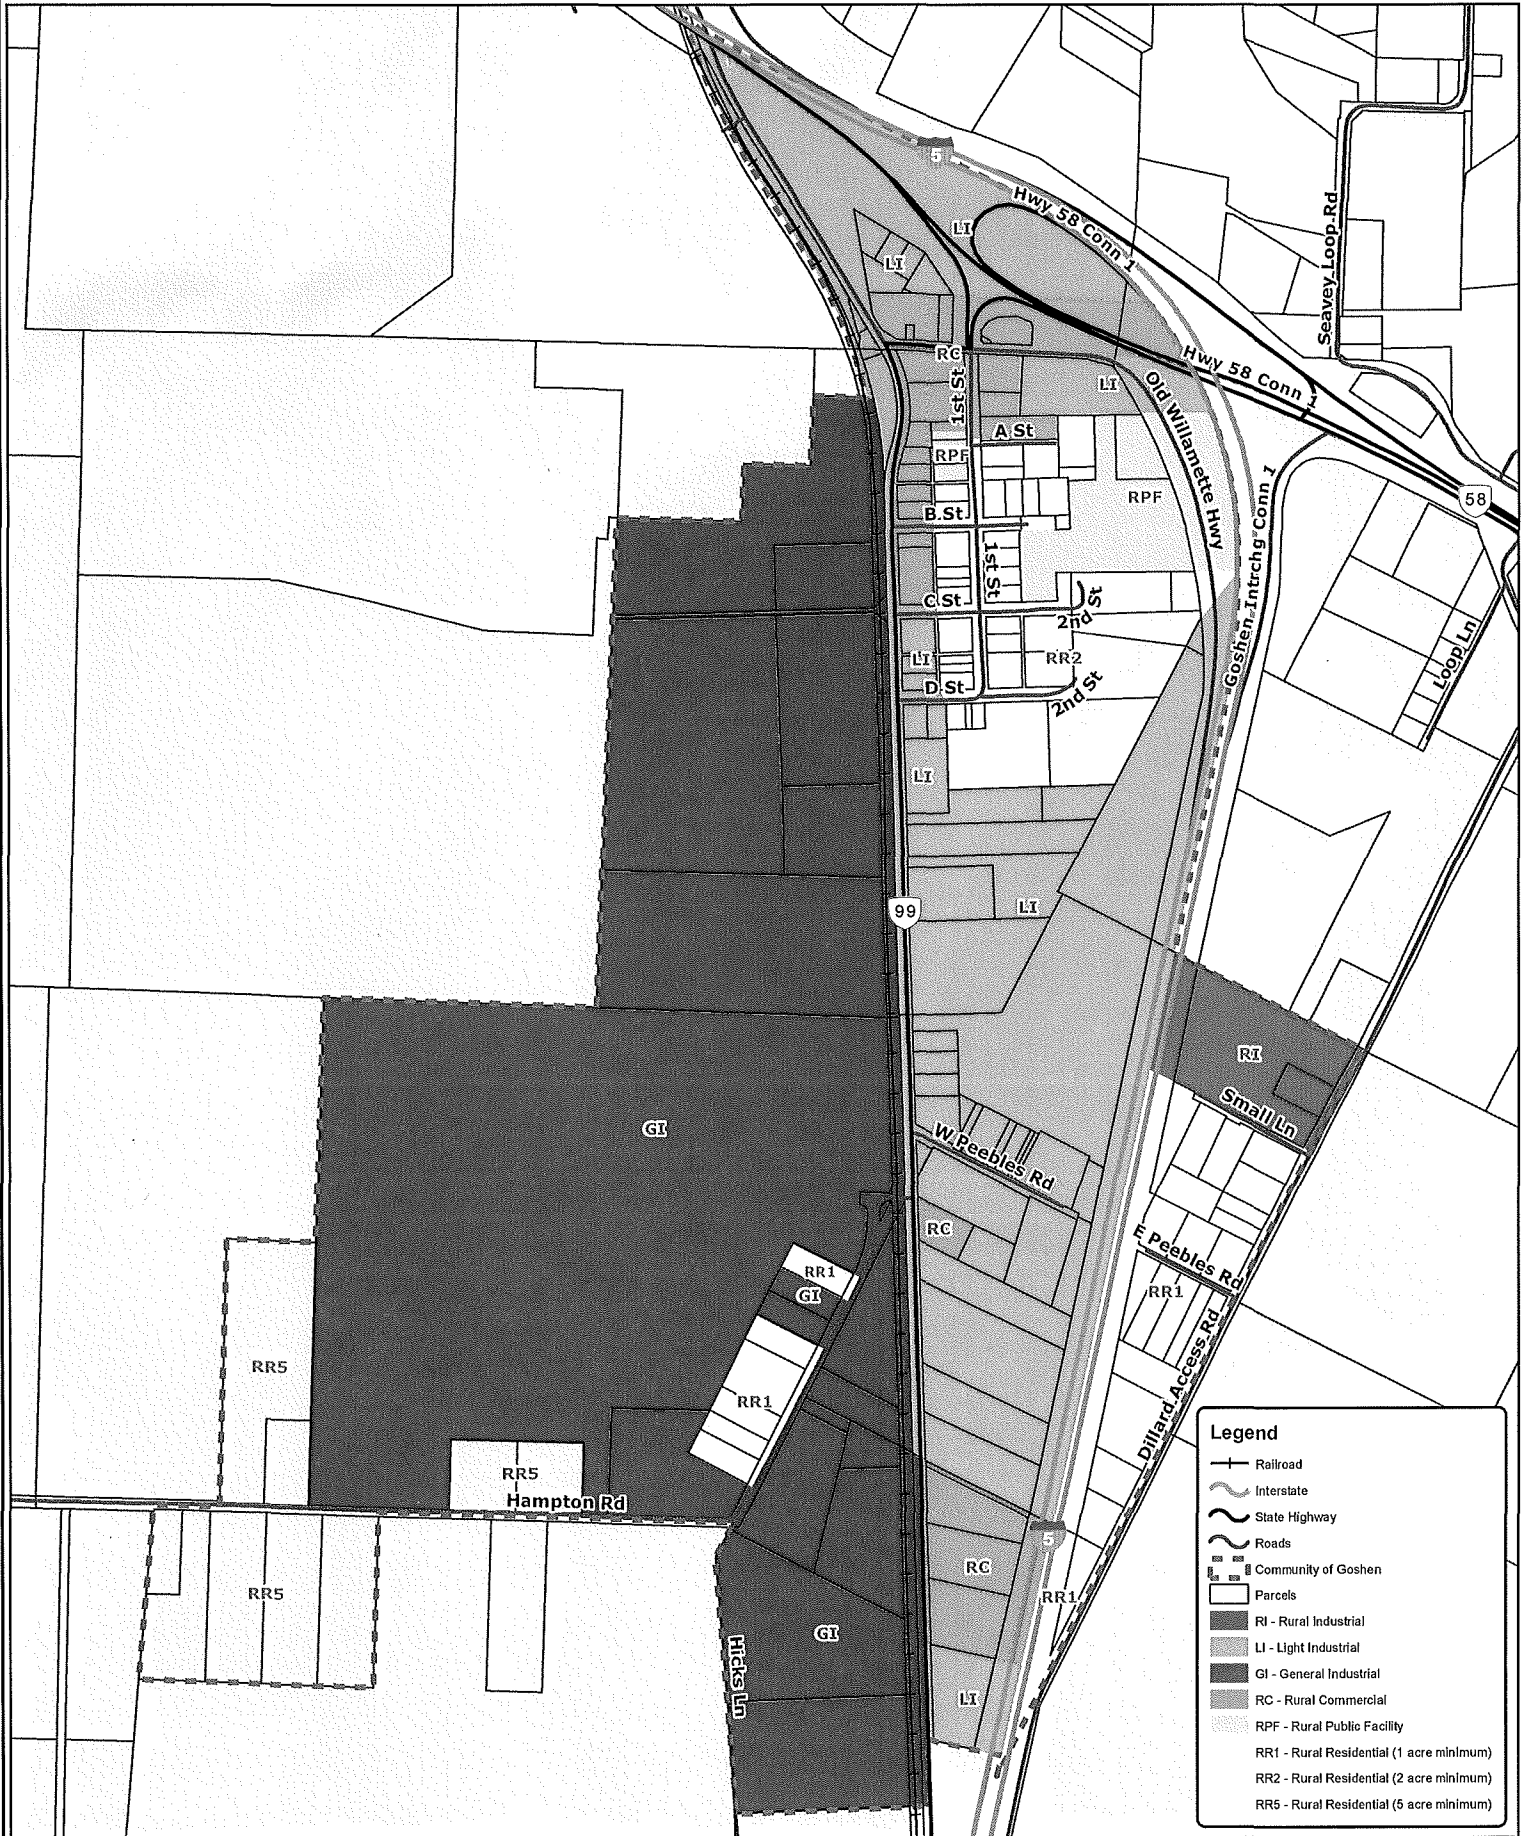 5
Hwy 58 Conn 1
LI
LI
Seavey Loop Rd
RC
1st St
LI
Hwy 58 Conn 1
Old Willamette Hwy
A St
RPF
RPF
58
B St
1st St
Goshen Intrchg Conn 1
C St
2nd St
Loop Ln
LI
RR2
D St
2nd St
LI
99
LI
RI
Small Ln
GI
W Peebles Rd
RC
E Peebles Rd
RR1
GI
RR1
RR5
RR1
Dillard Access Rd
RR5
Hampton Rd
5
RC
RR5
RR1
GI
Hicks Ln
LI
Legend
Railroad
Interstate
State Highway
Roads
Community of Goshen
Parcels
RI - Rural Industrial
LI - Light Industrial
GI - General Industrial
RC - Rural Commercial
RPF - Rural Public Facility
RR1 - Rural Residential (1 acre minimum)
RR2 - Rural Residential (2 acre minimum)
RR5 - Rural Residential (5 acre minimum)